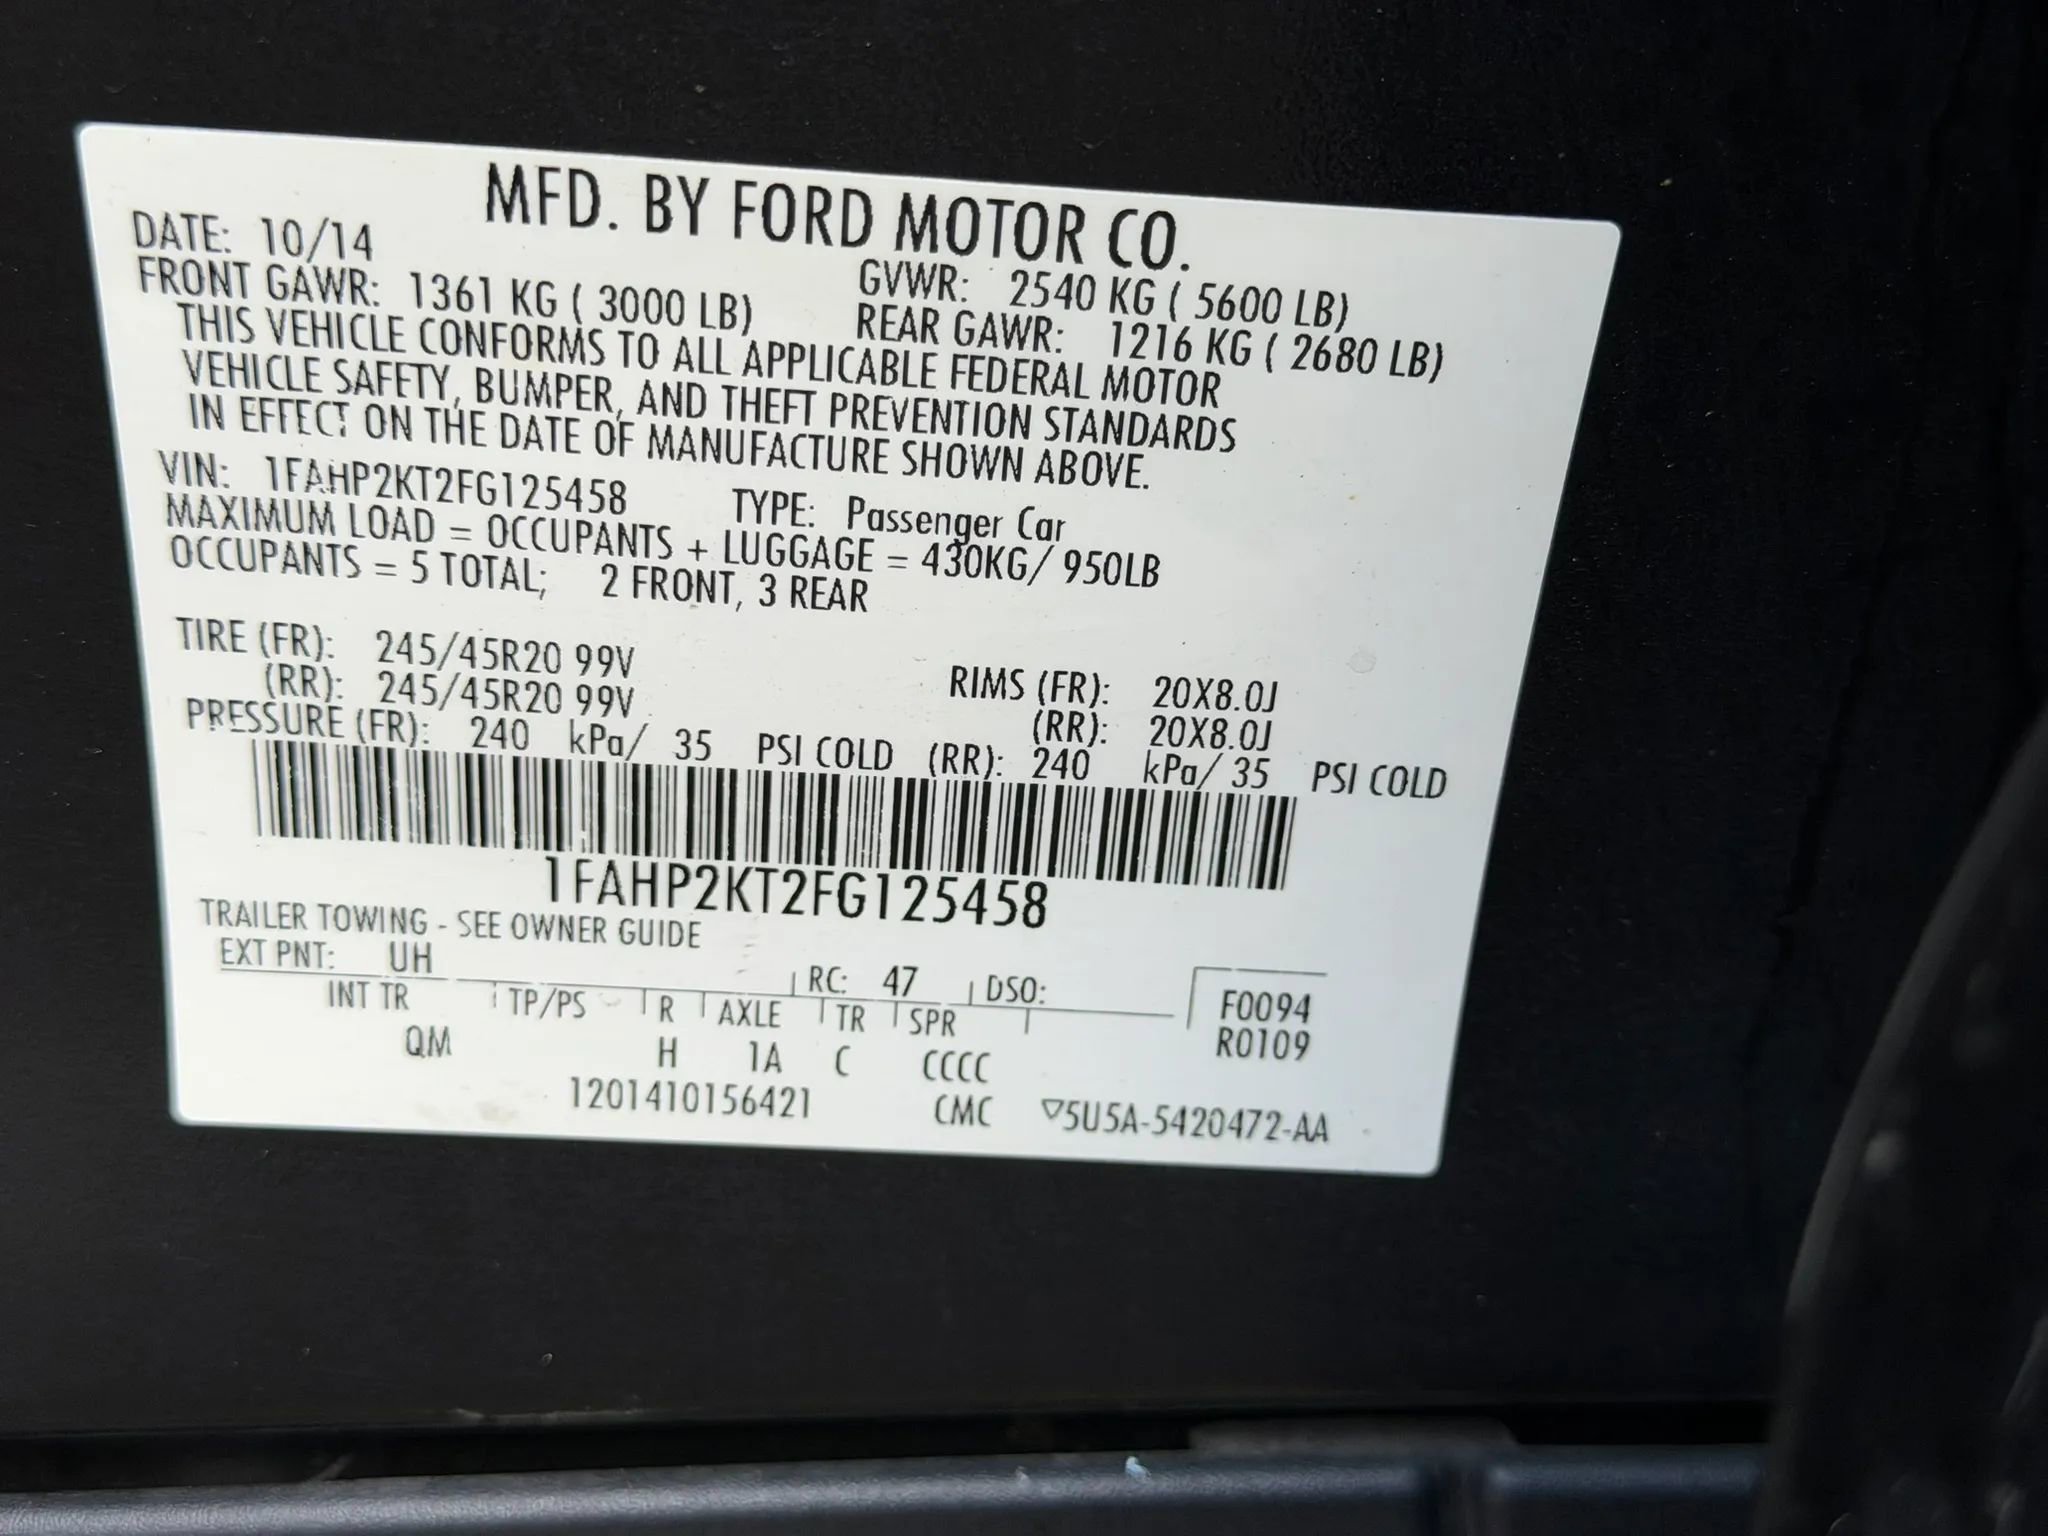 MFD. BY FORD MOTOR CO.
DATE: 10/14 GVWR: 2540 KG ( 5600 LB)
FRONT GAWR: 1361 KG ( 3000 LB) REAR GAWR: 1216 KG ( 2680 LB)
THIS VEHICLE CONFORMS TO ALL APPLICABLE FEDERAL MOTOR
VEHICLE SAFETY, BUMPER, AND THEFT PREVENTION STANDARDS
IN EFFECT ON THE DATE OF MANUFACTURE SHOWN ABOVE.
VIN: 1FAHP2KT2FG125458 TYPE: Passenger Car
MAXIMUM LOAD = OCCUPANTS + LUGGAGE = 430KG/ 950LB
OCCUPANTS = 5 TOTAL; 2 FRONT, 3 REAR
TIRE (FR): 245/45R20 99V RIMS (FR): 20X8.0J
(RR): 245/45R20 99V (RR): 20X8.0J
PRESSURE (FR): 240 kPa/ 35 PSI COLD (RR): 240 kPa/ 35 PSI COLD
1FAHP2KT2FG125458
TRAILER TOWING - SEE OWNER GUIDE
EXT PNT: UH RC: 47 DSO: F0094
INT TR TP/PS R AXLE TR SPR R0109
QM H 1A C CCCC
1201410156421 CMC ▽5U5A-5420472-AA